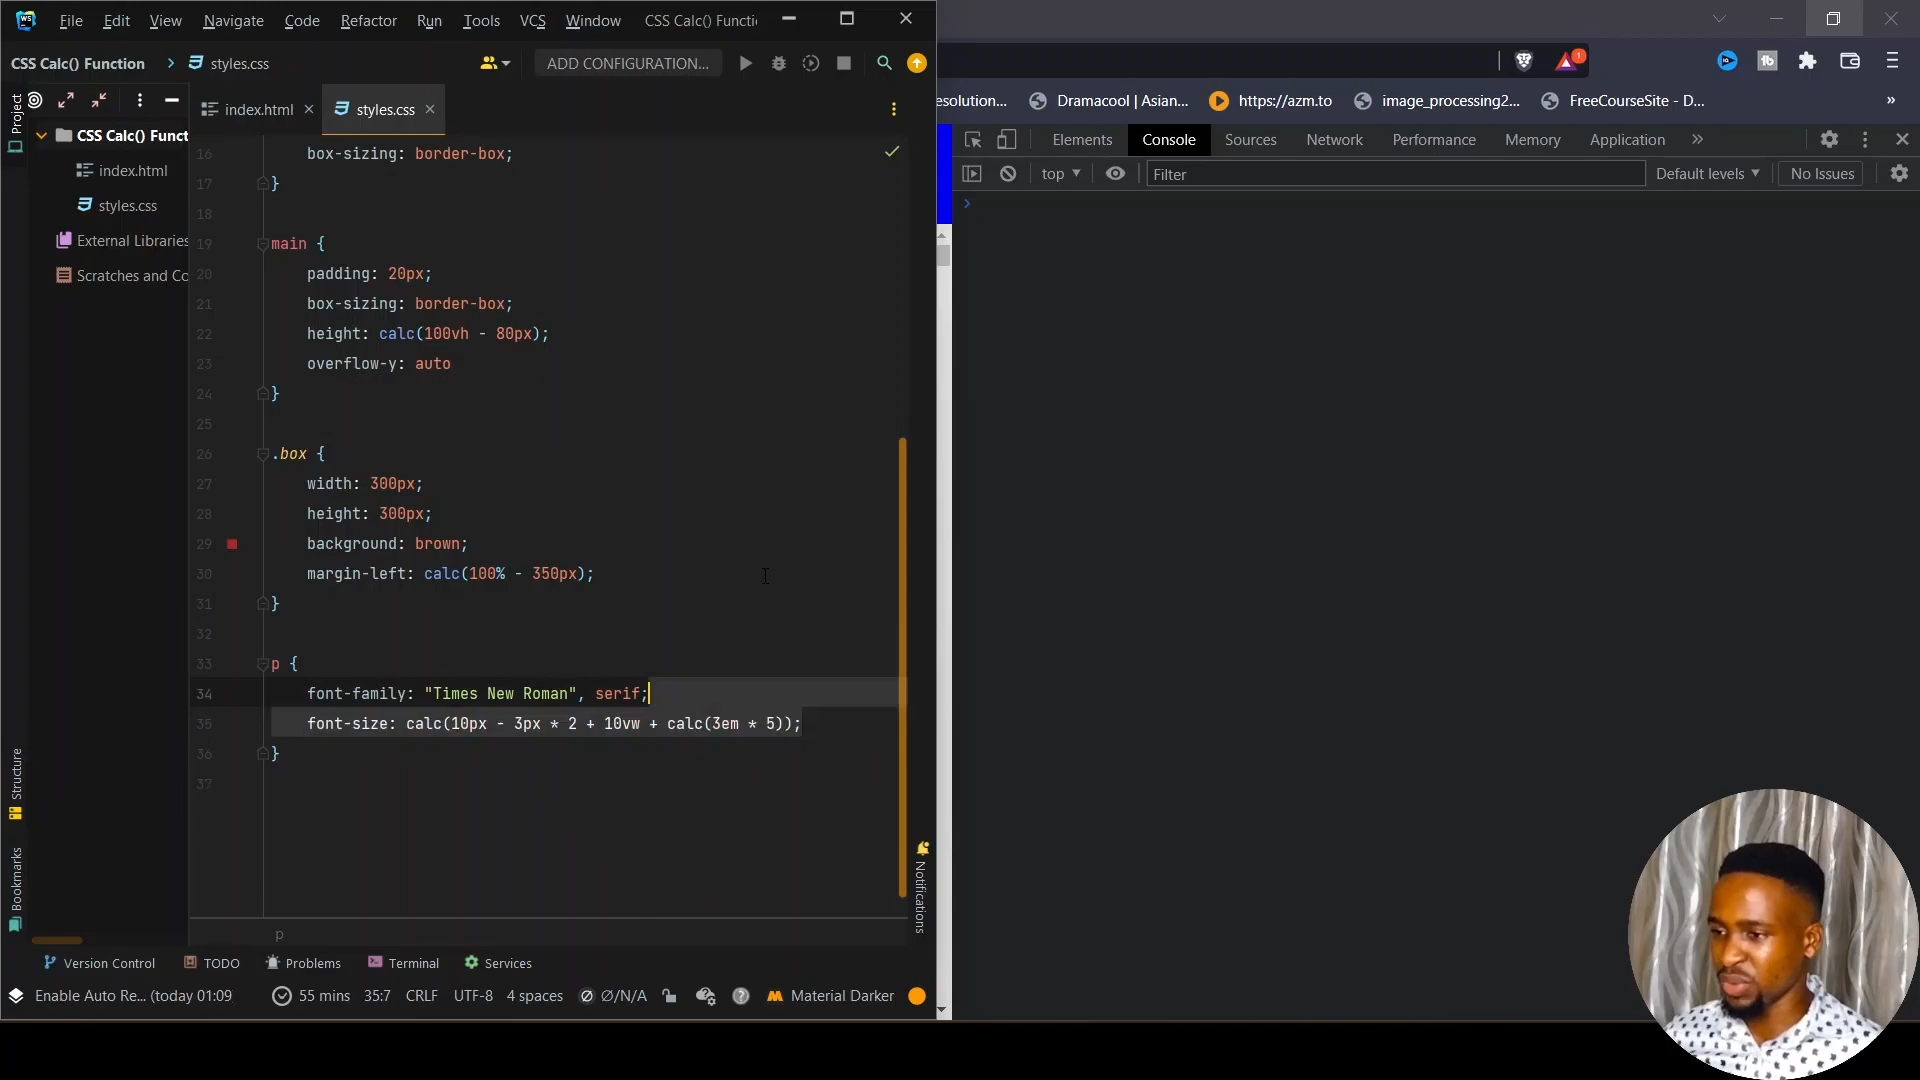 WS File Edit View Navigate Code Refactor Run Tools VCS Window CSS Calc() Functi
CSS Calc() Function styles.css ADD CONFIGURATION...
Project
index.html styles.css
CSS Calc() Funct
index.html
styles.css
External Libraries
Scratches and Co
16 box-sizing: border-box;
17 }
18
19 main {
20 padding: 20px;
21 box-sizing: border-box;
22 height: calc(100vh - 80px);
23 overflow-y: auto
24 }
25
26 .box {
27 width: 300px;
28 height: 300px;
29 background: brown;
30 margin-left: calc(100% - 350px);
31 }
32
33 p {
34 font-family: "Times New Roman", serif;
35 font-size: calc(10px - 3px * 2 + 10vw + calc(3em * 5));
36 }
37
p
Structure
Bookmarks
Notifications
Version Control TODO Problems Terminal Services
Enable Auto Re... (today 01:09 55 mins 35:7 CRLF UTF-8 4 spaces Ø/N/A Material Darker
1
esolution... Dramacool | Asian... https://azm.to image_processing2... FreeCourseSite - D... »
Elements Console Sources Network Performance Memory Application »
top Filter Default levels No Issues